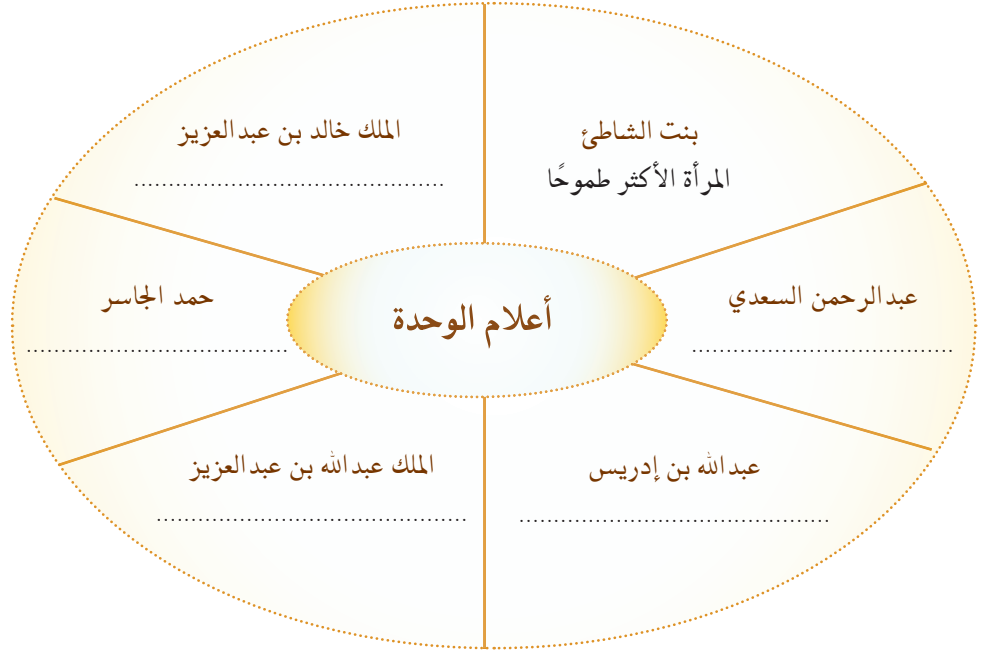 بنت الشاطئ
المرأة الأكثر طموحًا
الملك خالد بن عبدالعزيز
........................................
عبدالرحمن السعدي
........................................
أعلام الوحدة
حمد الجاسر
........................................
عبدالله بن إدريس
........................................
الملك عبدالله بن عبدالعزيز
........................................